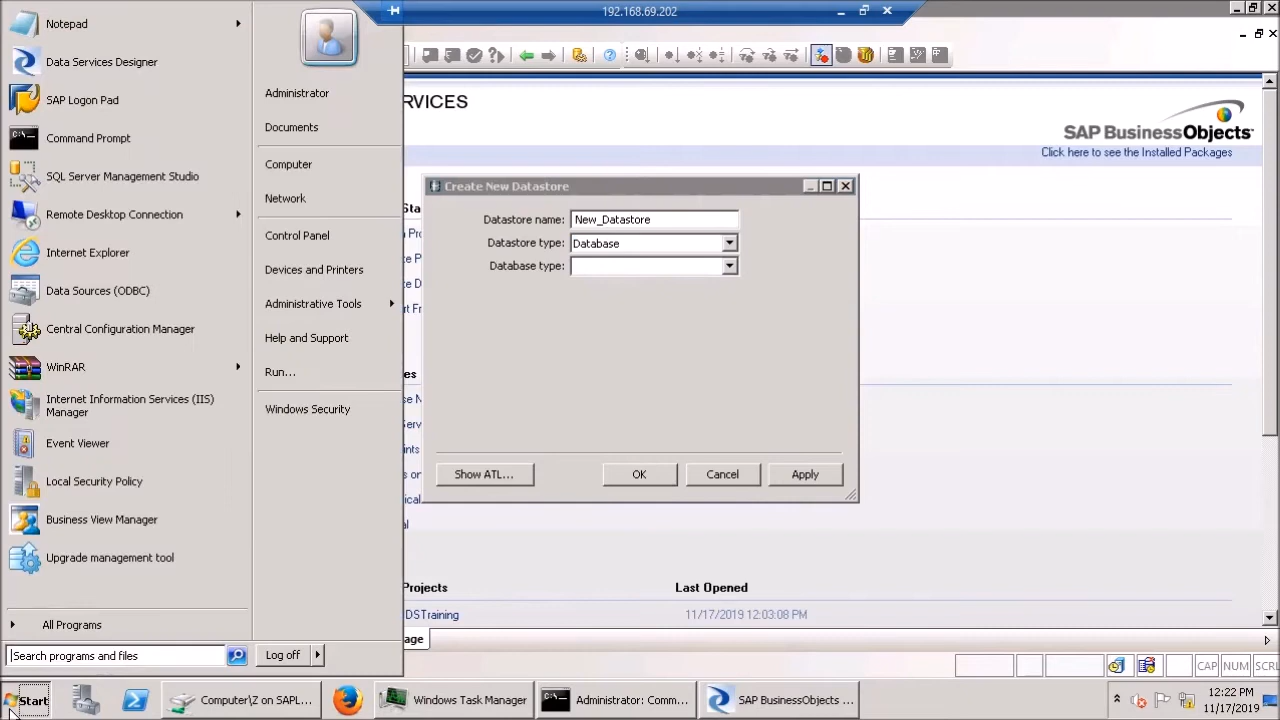 192.168.69.202
Notepad
Data Services Designer
SAP Logon Pad
Command Prompt
SQL Server Management Studio
Remote Desktop Connection
Internet Explorer
Data Sources (ODBC)
Central Configuration Manager
WinRAR
Internet Information Services (IIS)
Manager
Event Viewer
Local Security Policy
Business View Manager
Upgrade management tool
All Programs
Search programs and files
Administrator
Documents
Computer
Network
Control Panel
Devices and Printers
Administrative Tools
Help and Support
Run...
Windows Security
Log off
RVICES
SAP BusinessObjects
Click here to see the Installed Packages
Create New Datastore
Datastore name: New_Datastore
Datastore type: Database
Database type:
Show ATL...
OK
Cancel
Apply
Projects
Last Opened
DSTraining
11/17/2019 12:03:08 PM
age
CAP NUM SCR
Start
Computer\Z on SAPL...
Windows Task Manager
Administrator: Comm...
SAP BusinessObjects ...
12:22 PM
11/17/2019